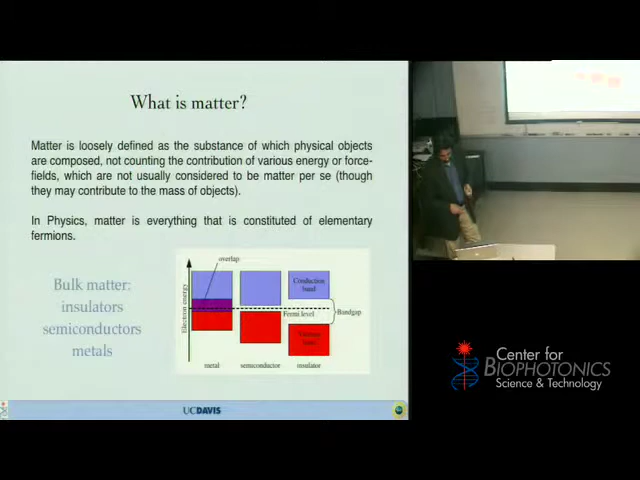 What is matter?
Matter is loosely defined as the substance of which physical objects
are composed, not counting the contribution of various energy or force-
fields, which are not usually considered to be matter per se (though
they may contribute to the mass of objects).
In Physics, matter is everything that is constituted of elementary
fermions.
Bulk matter:
insulators
semiconductors
metals
overlap
Electron energy
Conduction
band
Fermi level
Bandgap
band
metal
semiconductor
insulator
UCDAVIS
Center for
BIOPHOTONICS
Science & Technology